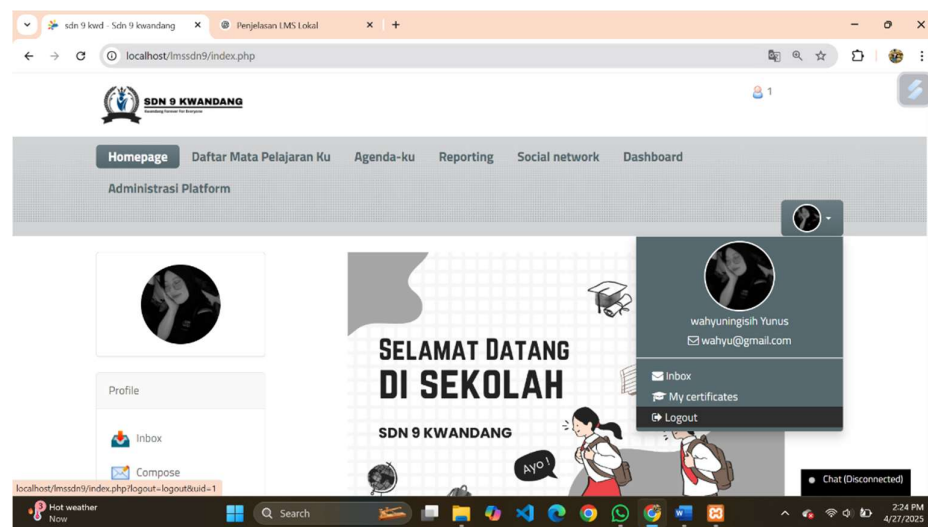 sdn 9 kwd - Sdn 9 kwandang
Penjelasan LMS Lokal
localhost/lmssdn9/index.php
SDN 9 KWANDANG
1
Homepage Daftar Mata Pelajaran Ku Agenda-ku Reporting Social network Dashboard
Administrasi Platform
wahyuningisih Yunus
wahyu@gmail.com
Inbox
My certificates
Logout
SELAMAT DATANG
DI SEKOLAH
SDN 9 KWANDANG
Ayo !
Profile
Inbox
Compose
Chat (Disconnected)
localhost/lmssdn9/index.php?logout=logout&uid=1
Hot weather
Now
Search
2:24 PM
4/27/2025